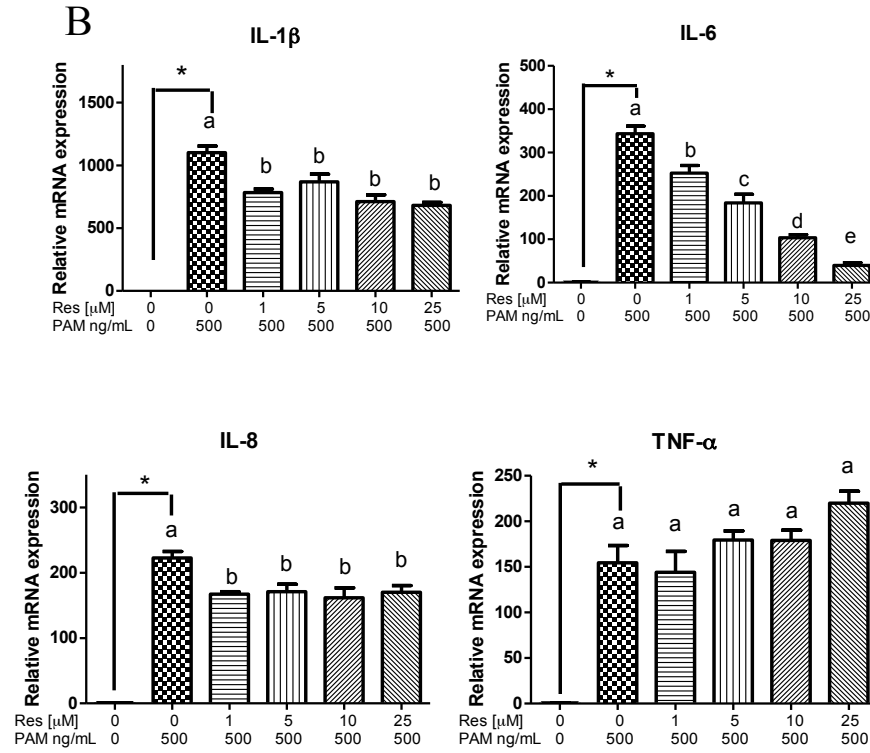 B
IL-1β
Relative mRNA expression
1500
1000
500
0
*
a
b
b
b
b
Res [μM] 0 0 1 5 10 25
PAM ng/mL 0 500 500 500 500 500
IL-6
Relative mRNA expression
500
400
300
200
100
0
*
a
b
c
d
e
Res [μM] 0 0 1 5 10 25
PAM ng/mL 0 500 500 500 500 500
IL-8
Relative mRNA expression
300
200
100
0
*
a
b
b
b
b
Res [μM] 0 0 1 5 10 25
PAM ng/mL 0 500 500 500 500 500
TNF-α
Relative mRNA expression
250
200
150
100
50
0
*
a
a
a
a
a
Res [μM] 0 0 1 5 10 25
PAM ng/mL 0 500 500 500 500 500